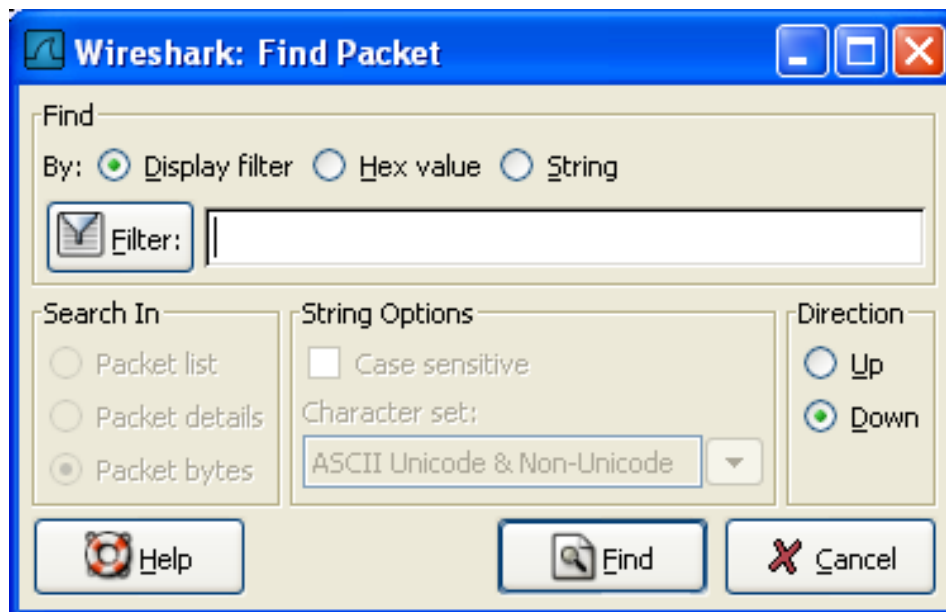 Wireshark: Find Packet
Find
By: Display filter Hex value String
Filter:
Search In
Packet list
Packet details
Packet bytes
String Options
Case sensitive
Character set:
ASCII Unicode & Non-Unicode
Direction
Up
Down
Help
Find
Cancel